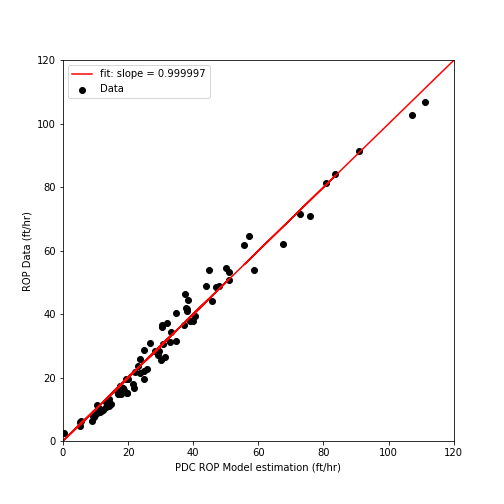 fit: slope = 0.999997
Data
ROP Data (ft/hr)
120
100
80
60
40
20
0
0 20 40 60 80 100 120
PDC ROP Model estimation (ft/hr)